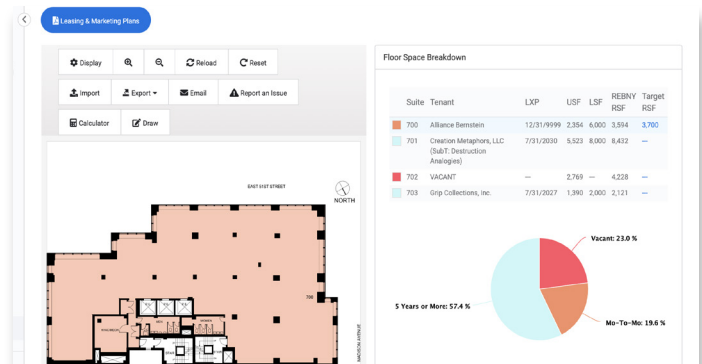 Leasing & Marketing Plans
Display
Reload
Reset
Import
Export
Email
Report an Issue
Calculator
Draw
EAST 61ST STREET
NORTH
700
MADISON AVENUE
Floor Space Breakdown
Suite Tenant LXP USF LSF REBNY RSF Target RSF
700 Alliance Bernstein 12/31/9999 2,354 6,000 3,594 3,700
701 Creation Metaphors, LLC (SubT: Destruction Analogies) 7/31/2030 5,523 8,000 8,432 —
702 VACANT — 2,769 — 4,228 —
703 Grip Collections, Inc. 7/31/2027 1,390 2,000 2,121 —
Vacant: 23.0 %
5 Years or More: 57.4 %
Mo-To-Mo: 19.6 %